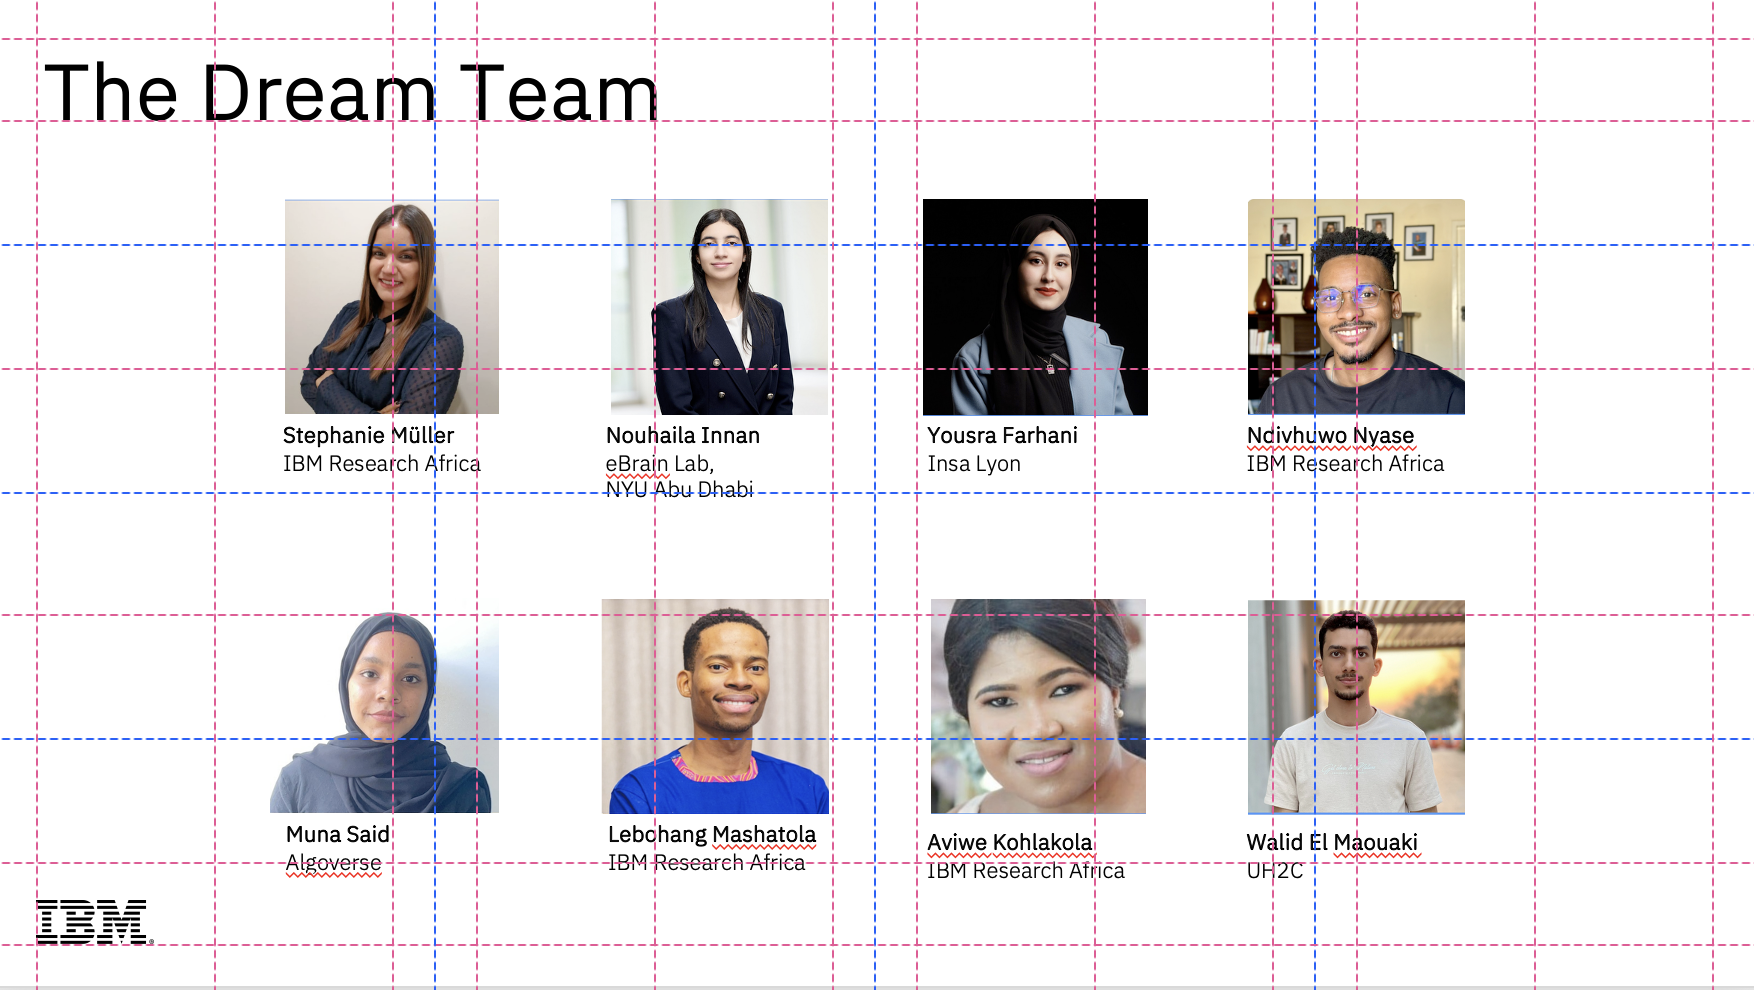 The Dream Team
Stephanie Müller
IBM Research Africa
Nouhaila Innan
eBrain Lab,
NYU Abu Dhabi
Yousra Farhani
Insa Lyon
Ndivhuwo Nyase
IBM Research Africa
Muna Said
Algoverse
Lebohang Mashatola
IBM Research Africa
Aviwe Kohlakola
IBM Research Africa
Walid El Maouaki
UH2C
IBM®